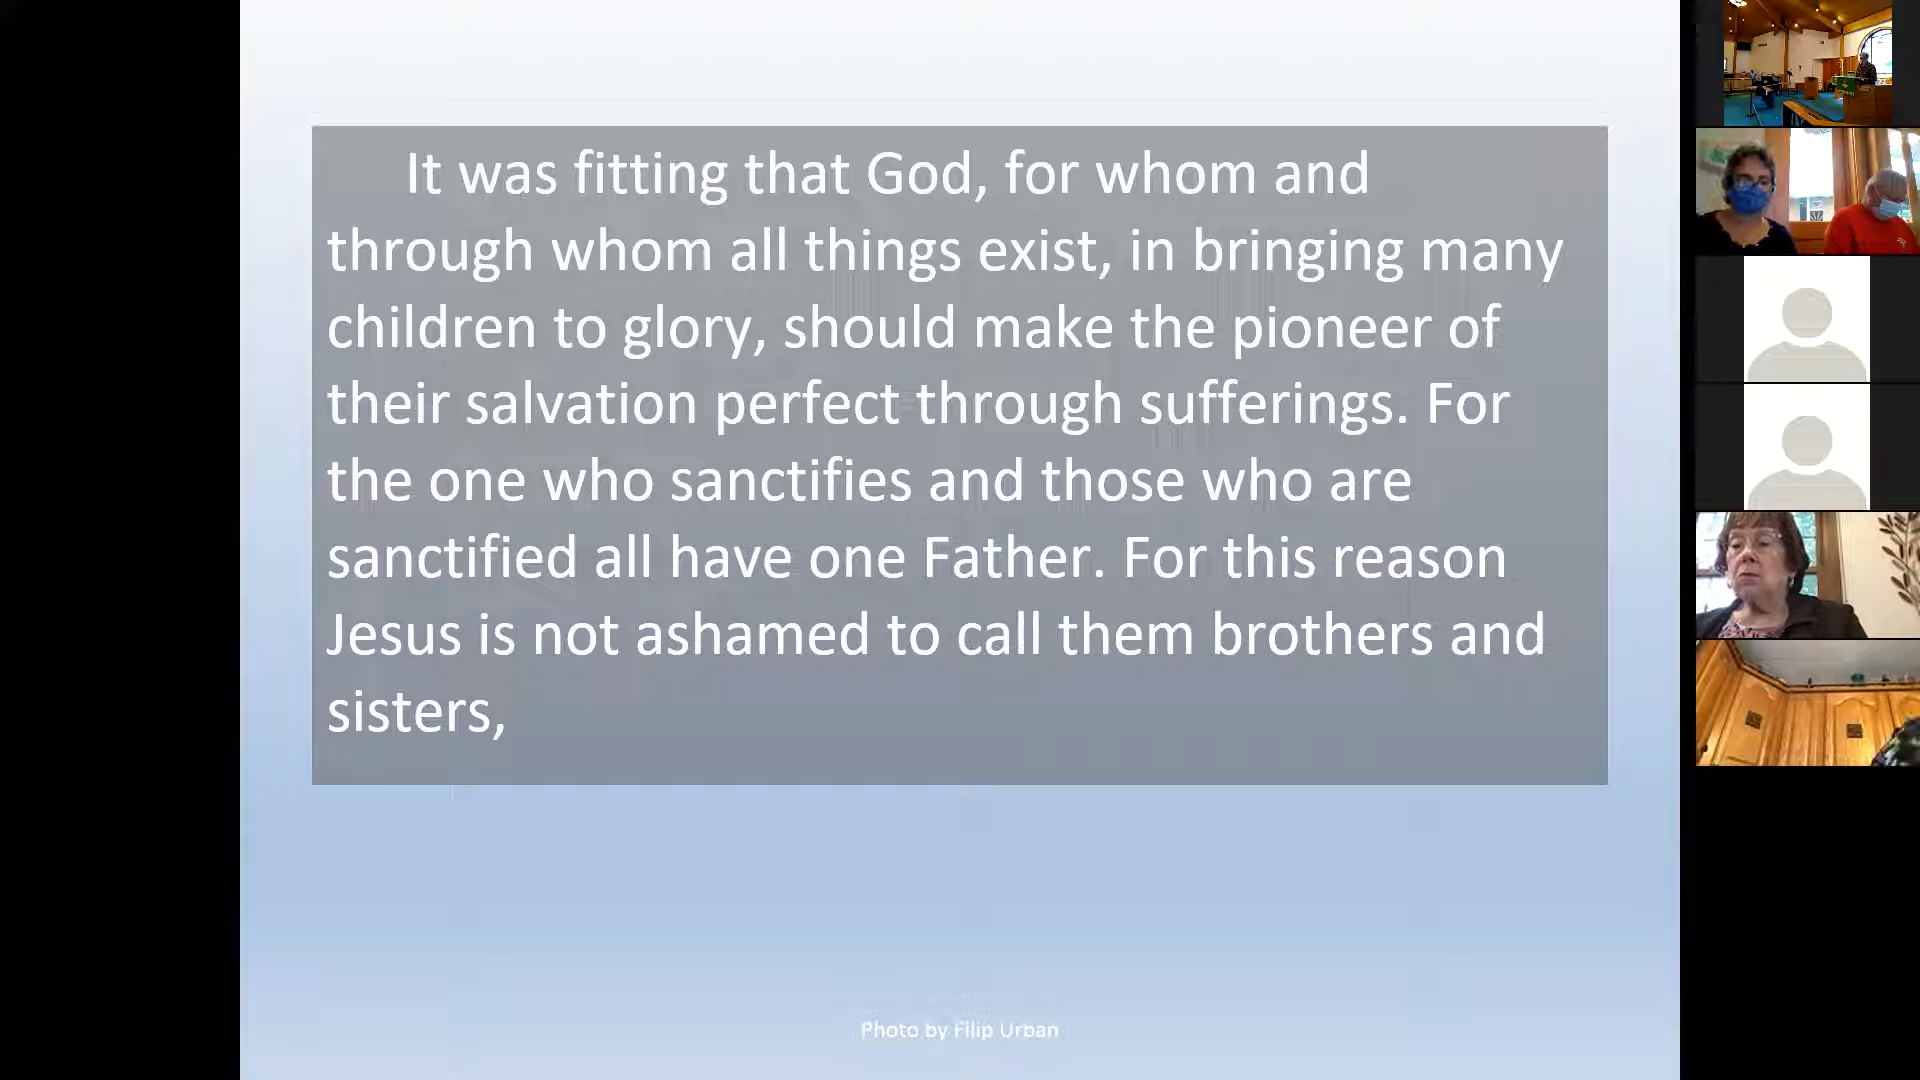 It was fitting that God, for whom and
through whom all things exist, in bringing many
children to glory, should make the pioneer of
their salvation perfect through sufferings. For
the one who sanctifies and those who are
sanctified all have one Father. For this reason
Jesus is not ashamed to call them brothers and
sisters,
Photo by Filip Urban